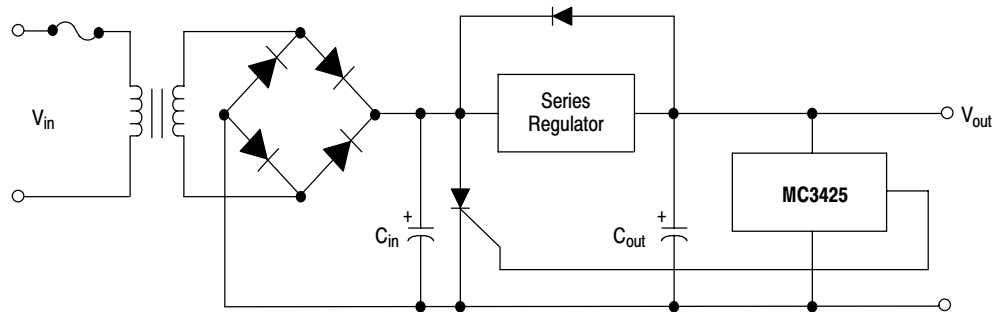 V_in
Series
Regulator
V_out
MC3425
+
C_in
+
C_out